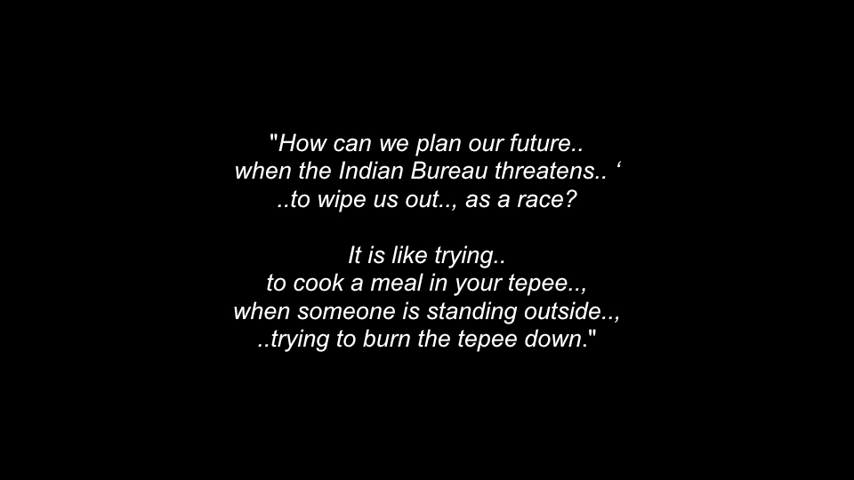 "How can we plan our future..
when the Indian Bureau threatens.. ‘
..to wipe us out.., as a race?
It is like trying..
to cook a meal in your tepee..,
when someone is standing outside..,
..trying to burn the tepee down."